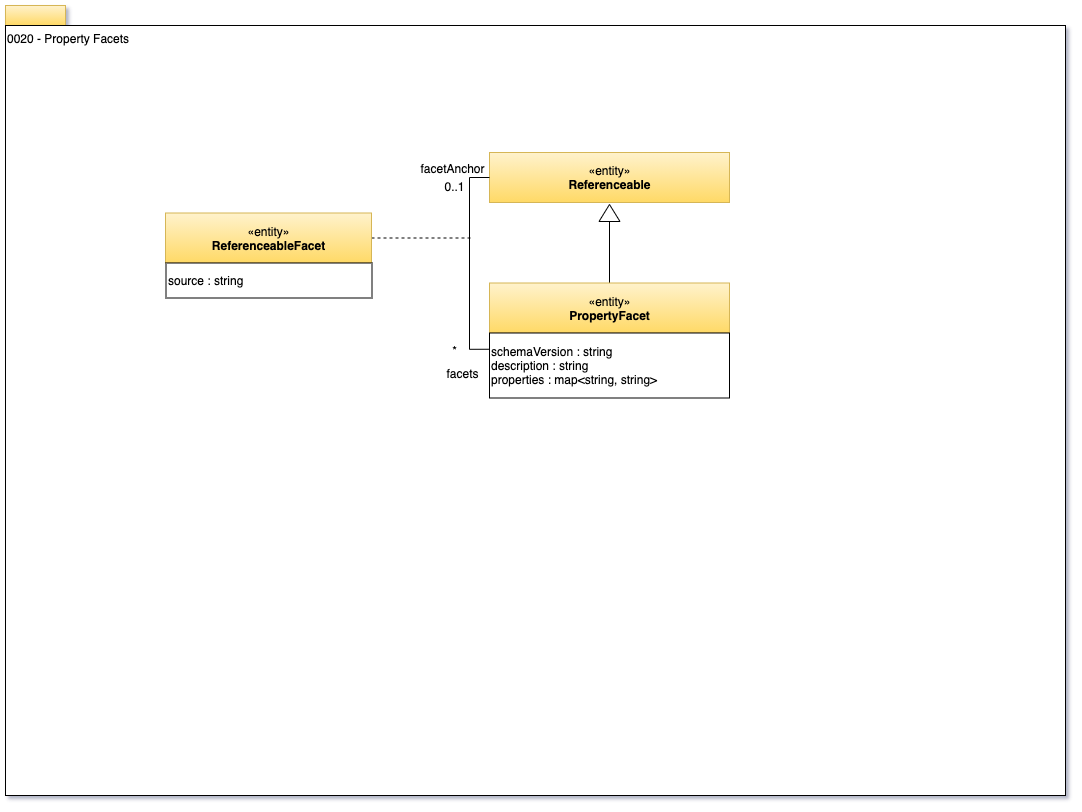 0020 - Property Facets
facetAnchor
0..1
«entity»
Referenceable
«entity»
ReferenceableFacet
source : string
«entity»
PropertyFacet
*
facets
schemaVersion : string
description : string
properties : map<string, string>